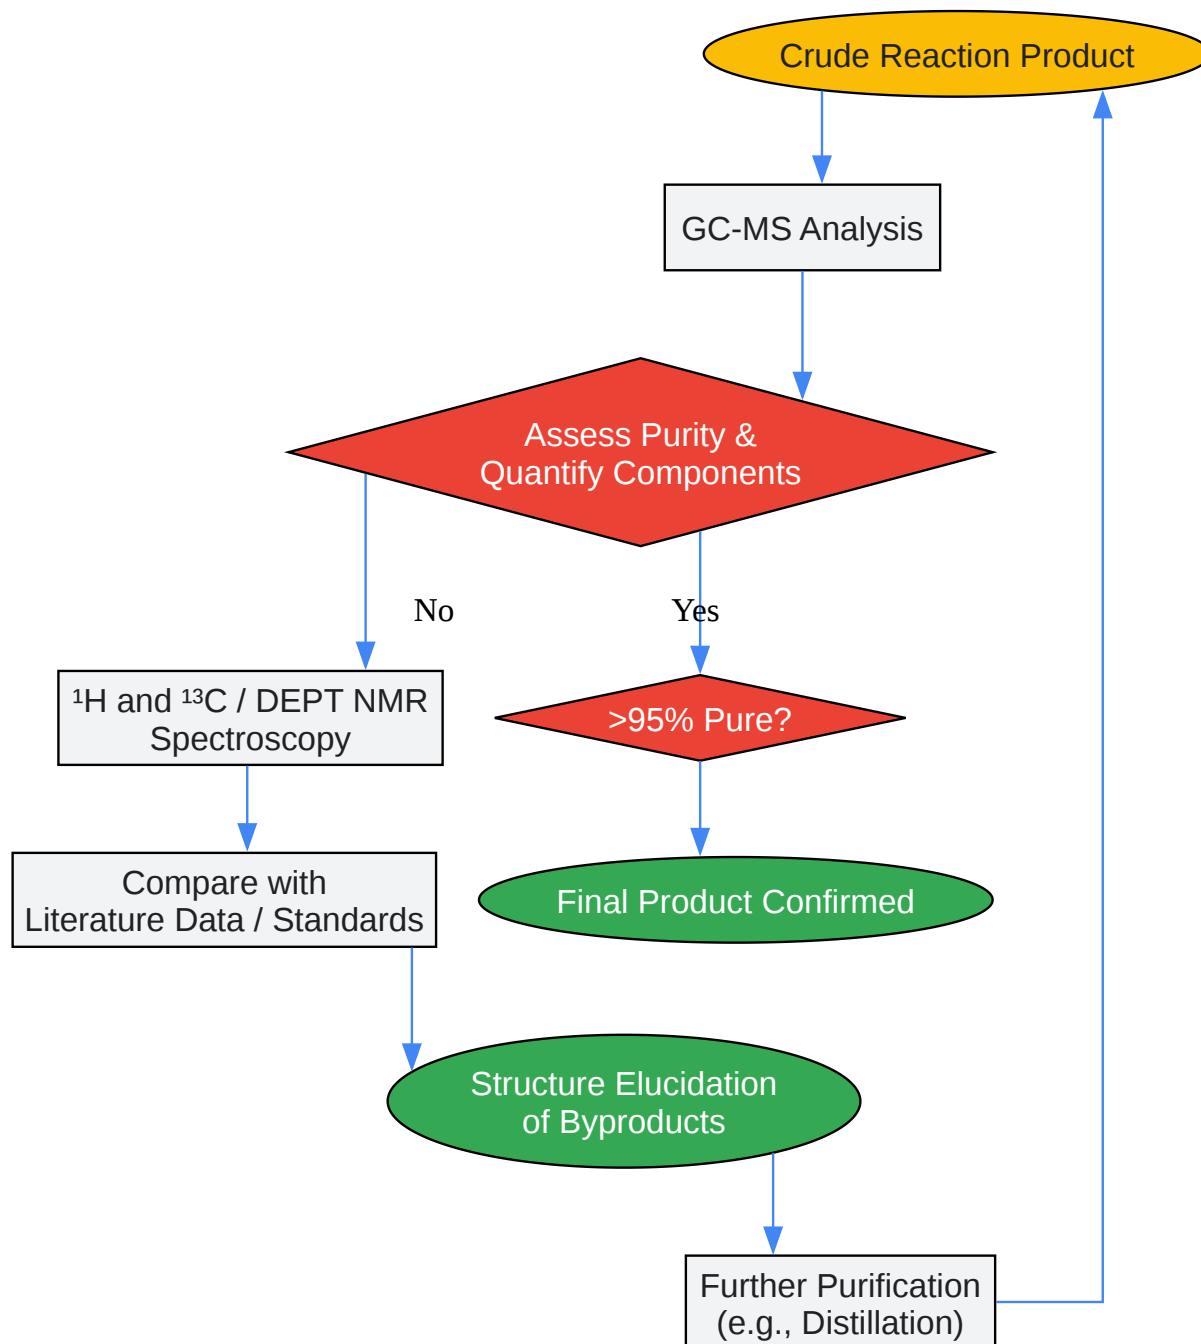 Crude Reaction Product
GC-MS Analysis
Assess Purity &
Quantify Components
No
Yes
¹H and ¹³C / DEPT NMR
Spectroscopy
>95% Pure?
Compare with
Literature Data / Standards
Final Product Confirmed
Structure Elucidation
of Byproducts
Further Purification
(e.g., Distillation)